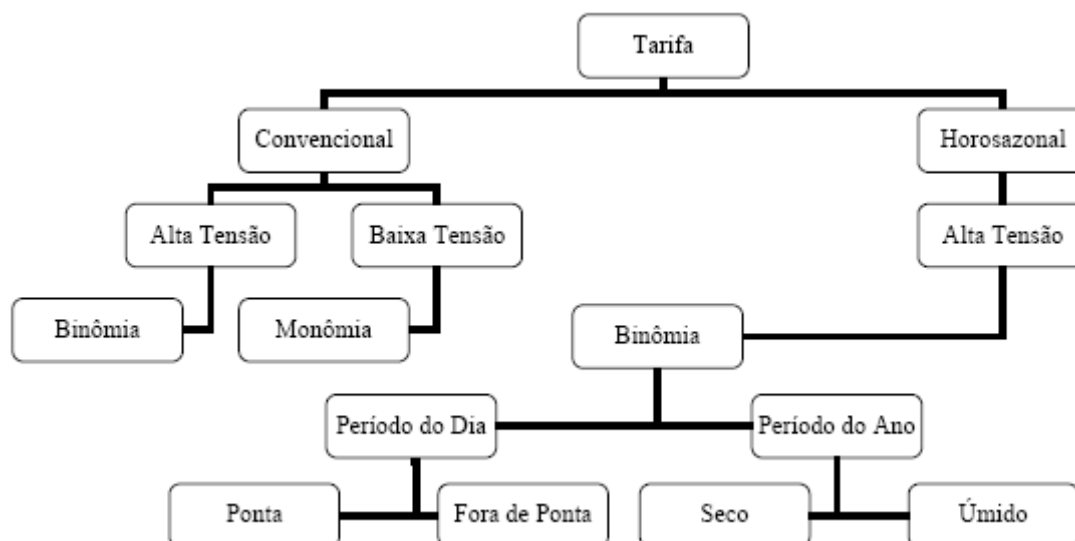 Tarifa
Convencional
Horosazonal
Alta Tensão
Baixa Tensão
Alta Tensão
Binômia
Monômia
Binômia
Período do Dia
Período do Ano
Ponta
Fora de Ponta
Seco
Úmido